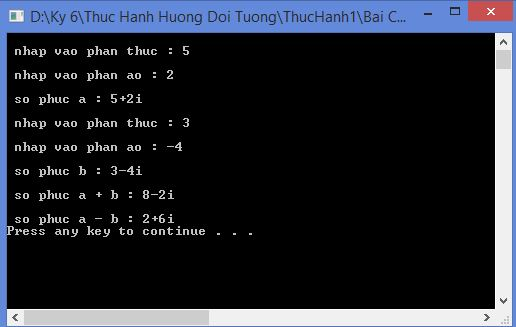 D:\Ky 6\Thuc Hanh Huong Doi Tuong\ThucHanh1\Bai C...
nhap vao phan thuc : 5
nhap vao phan ao : 2
so phuc a : 5+2i
nhap vao phan thuc : 3
nhap vao phan ao : -4
so phuc b : 3-4i
so phuc a + b : 8-2i
so phuc a - b : 2+6i
Press any key to continue . . .